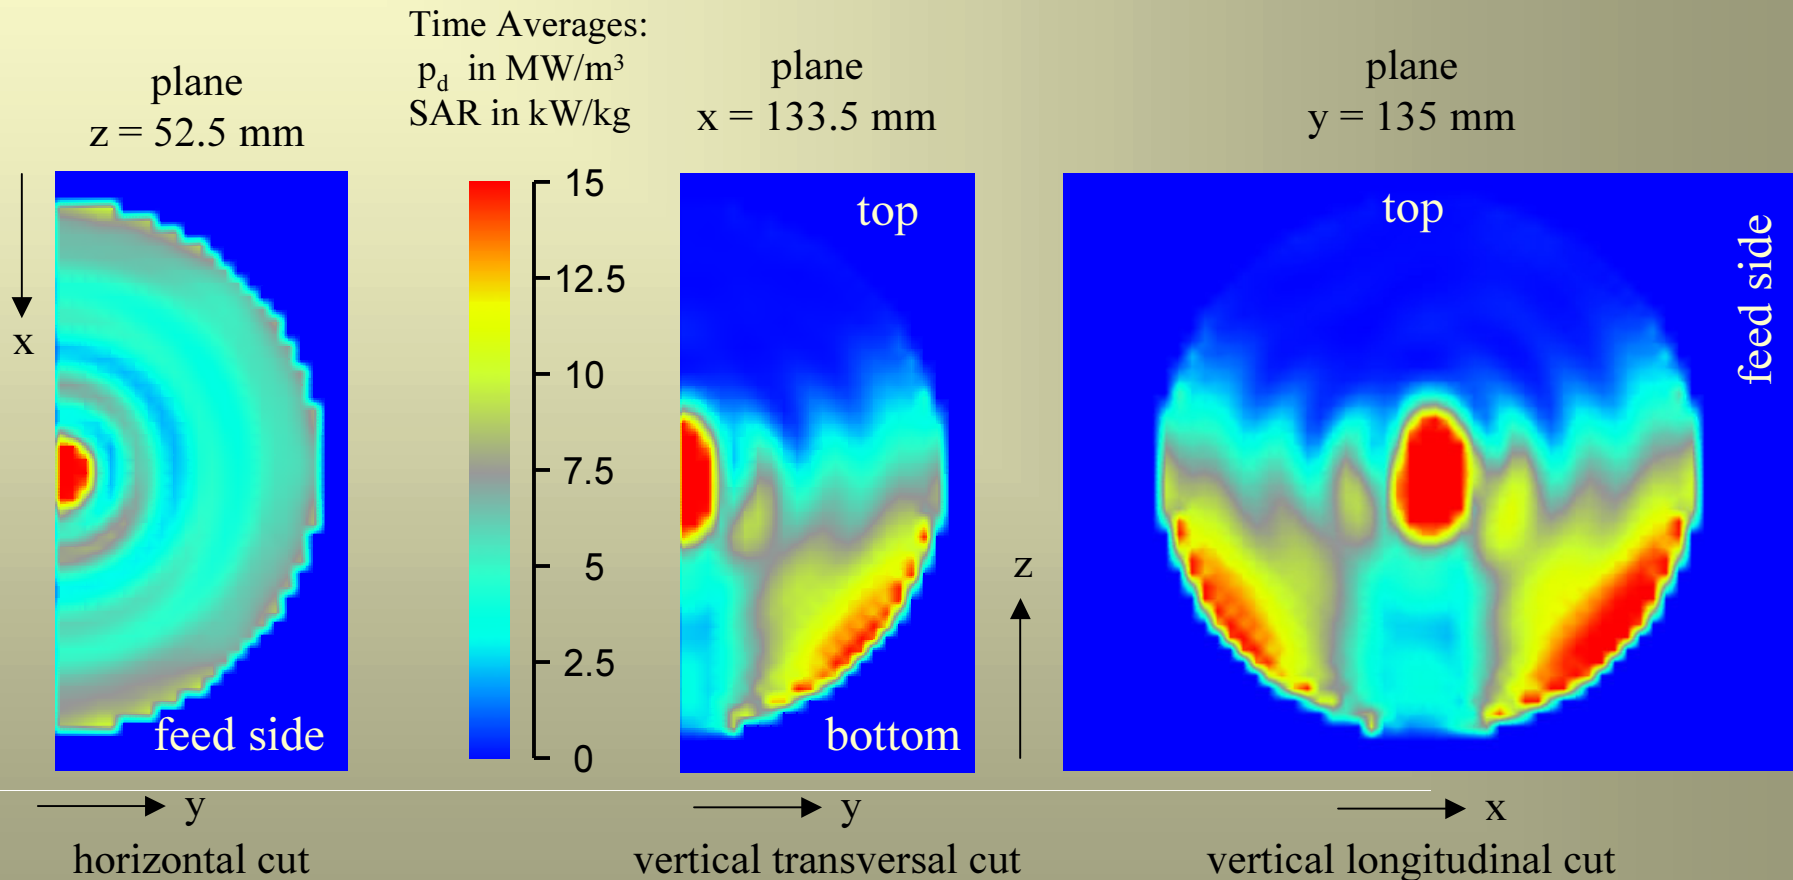 Time Averages:
p_d in MW/m³
SAR in kW/kg
plane
z = 52.5 mm
plane
x = 133.5 mm
plane
y = 135 mm
x
feed side
y
horizontal cut
15
12.5
10
7.5
5
2.5
0
top
bottom
y
vertical transversal cut
z
top
feed side
x
vertical longitudinal cut